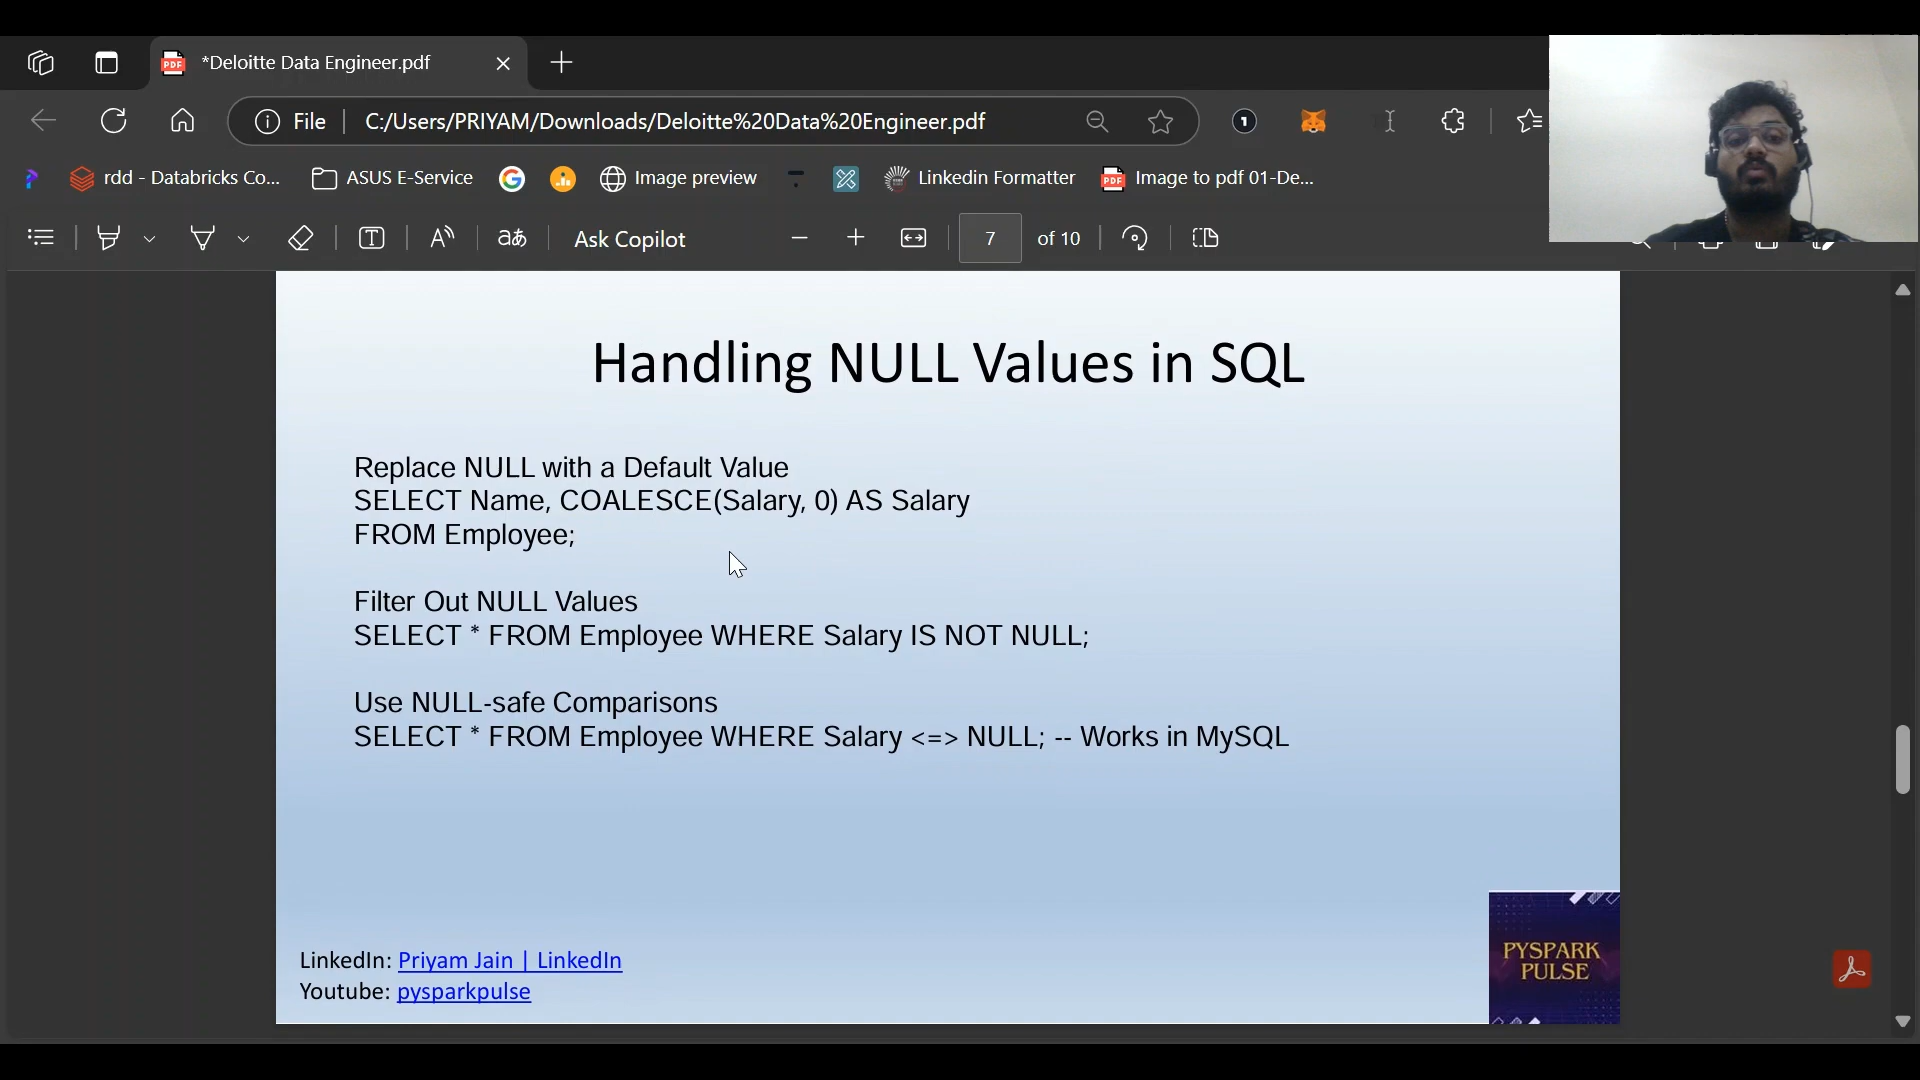 *Deloitte Data Engineer.pdf
File
C:/Users/PRIYAM/Downloads/Deloitte%20Data%20Engineer.pdf
rdd - Databricks Co...
ASUS E-Service
Image preview
Linkedin Formatter
PDF
Image to pdf 01-De...
Ask Copilot
7
of 10
Handling NULL Values in SQL
Replace NULL with a Default Value
SELECT Name, COALESCE(Salary, 0) AS Salary
FROM Employee;
Filter Out NULL Values
SELECT * FROM Employee WHERE Salary IS NOT NULL;
Use NULL-safe Comparisons
SELECT * FROM Employee WHERE Salary <=> NULL; -- Works in MySQL
LinkedIn: Priyam Jain | LinkedIn
Youtube: pysparkpulse
PYSPARK
PULSE